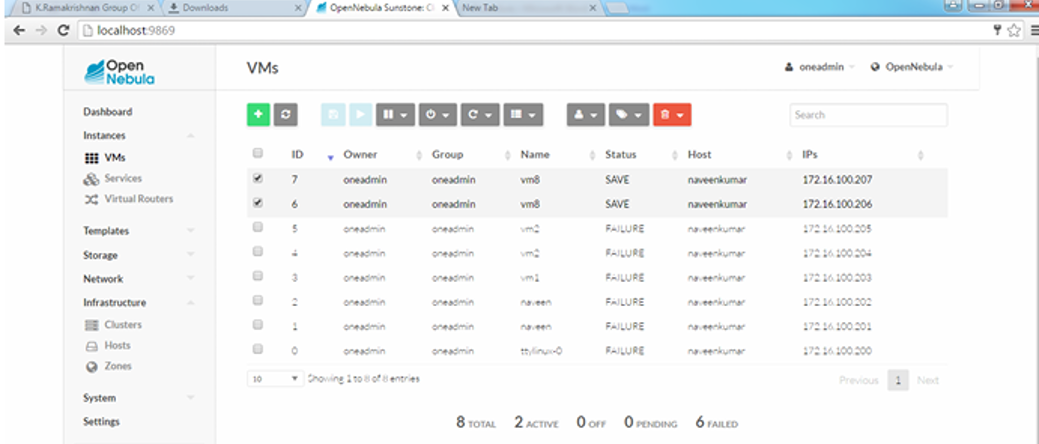 K.Ramakrishnan Group Of
Downloads
OpenNebula Sunstone: Cl
New Tab
localhost:9869
Open Nebula
VMs
oneadmin
OpenNebula
Dashboard
Instances
VMs
Services
Virtual Routers
Templates
Storage
Network
Infrastructure
Clusters
Hosts
Zones
System
Settings
Search
ID Owner Group Name Status Host IPs
7 oneadmin oneadmin vm8 SAVE naveenkumar 172.16.100.207
6 oneadmin oneadmin vm8 SAVE naveenkumar 172.16.100.206
5 oneadmin oneadmin vm2 FAILURE naveenkumar 172.16.100.205
4 oneadmin oneadmin vm2 FAILURE naveenkumar 172.16.100.204
3 oneadmin oneadmin vm1 FAILURE naveenkumar 172.16.100.203
2 oneadmin oneadmin naveen FAILURE naveenkumar 172.16.100.202
1 oneadmin oneadmin naveen FAILURE naveenkumar 172.16.100.201
0 oneadmin oneadmin ttylinux-0 FAILURE naveenkumar 172.16.100.200
10 Showing 1 to 8 of 8 entries
Previous 1 Next
8 TOTAL 2 ACTIVE 0 OFF 0 PENDING 6 FAILED